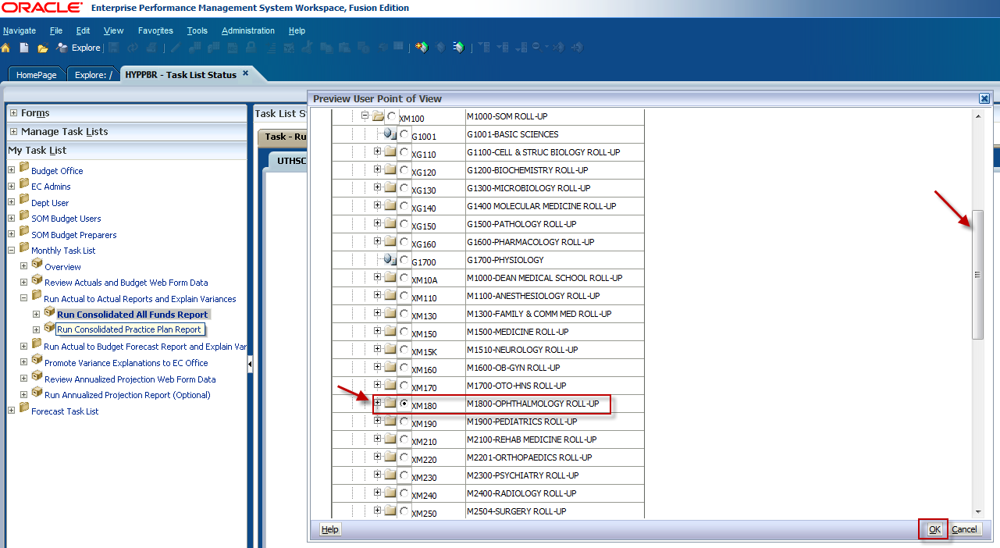 ORACLE Enterprise Performance Management System Workspace, Fusion Edition
Navigate File Edit View Favorites Tools Administration Help
Explore
HomePage Explore: / HYPPBR - Task List Status
Forms
Manage Task Lists
My Task List
Budget Office
EC Admins
Dept User
SOM Budget Users
SOM Budget Preparers
Monthly Task List
Overview
Review Actuals and Budget Web Form Data
Run Actual to Actual Reports and Explain Variances
Run Consolidated All Funds Report
Run Consolidated Practice Plan Report
Run Actual to Budget Forecast Report and Explain Var
Promote Variance Explanations to EC Office
Review Annualized Projection Web Form Data
Run Annualized Projection Report (Optional)
Forecast Task List
Task List S
Task - Ru
UTHSC
Preview User Point of View
XM100 M1000-SOM ROLL-UP
G1001 G1001-BASIC SCIENCES
XG110 G1100-CELL & STRUC BIOLOGY ROLL-UP
XG120 G1200-BIOCHEMISTRY ROLL-UP
XG130 G1300-MICROBIOLOGY ROLL-UP
XG140 G1400 MOLECULAR MEDICINE ROLL-UP
XG150 G1500-PATHOLOGY ROLL-UP
XG160 G1600-PHARMACOLOGY ROLL-UP
G1700 G1700-PHYSIOLOGY
XM10A M1000-DEAN MEDICAL SCHOOL ROLL-UP
XM110 M1100-ANESTHESIOLOGY ROLL-UP
XM130 M1300-FAMILY & COMM MED ROLL-UP
XM150 M1500-MEDICINE ROLL-UP
XM15K M1510-NEUROLOGY ROLL-UP
XM160 M1600-OB-GYN ROLL-UP
XM170 M1700-OTO-HNS ROLL-UP
XM180 M1800-OPHTHALMOLOGY ROLL-UP
XM190 M1900-PEDIATRICS ROLL-UP
XM210 M2100-REHAB MEDICINE ROLL-UP
XM220 M2201-ORTHOPAEDICS ROLL-UP
XM230 M2300-PSYCHIATRY ROLL-UP
XM240 M2400-RADIOLOGY ROLL-UP
XM250 M2504-SURGERY ROLL-UP
Help OK Cancel